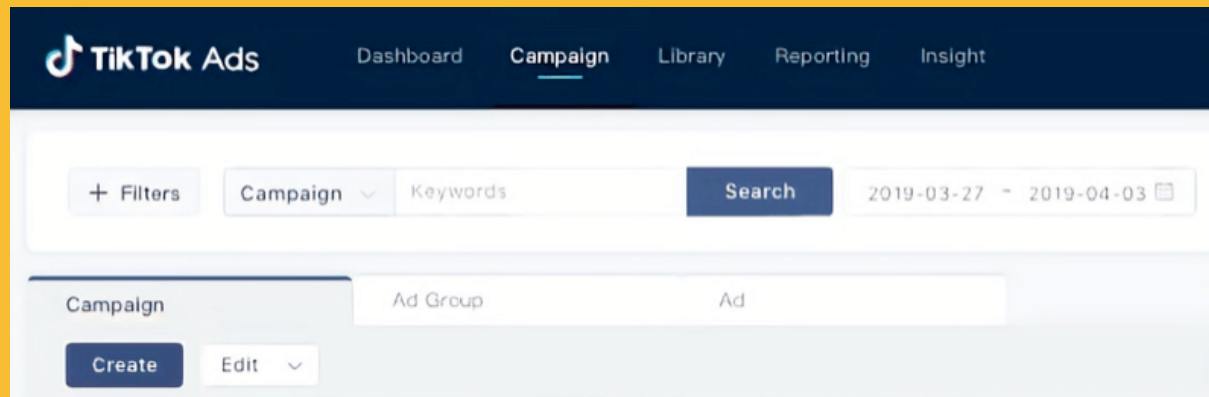 TikTok Ads Dashboard Campaign Library Reporting Insight
+ Filters Campaign Keywords Search 2019-03-27 - 2019-04-03
Campaign Ad Group Ad
Create Edit